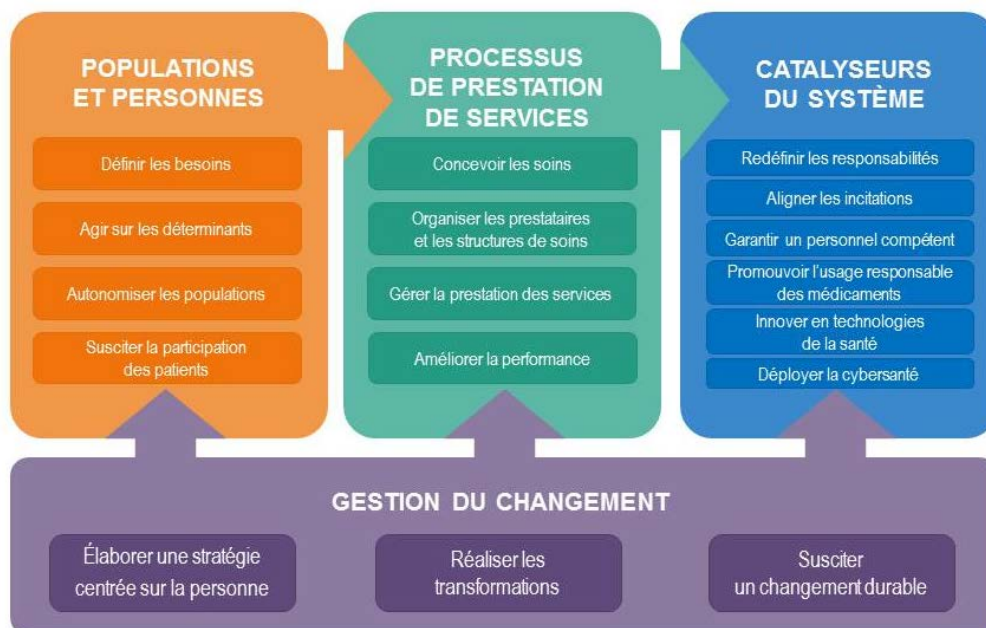 POPULATIONS
ET PERSONNES
Définir les besoins
Agir sur les déterminants
Autonomiser les populations
Susciter la participation
des patients
PROCESSUS
DE PRESTATION
DE SERVICES
Concevoir les soins
Organiser les prestataires
et les structures de soins
Gérer la prestation des services
Améliorer la performance
CATALYSEURS
DU SYSTÈME
Redéfinir les responsabilités
Aligner les incitations
Garantir un personnel compétent
Promouvoir l'usage responsable
des médicaments
Innover en technologies
de la santé
Déployer la cybersanté
GESTION DU CHANGEMENT
Élaborer une stratégie
centrée sur la personne
Réaliser les
transformations
Susciter
un changement durable